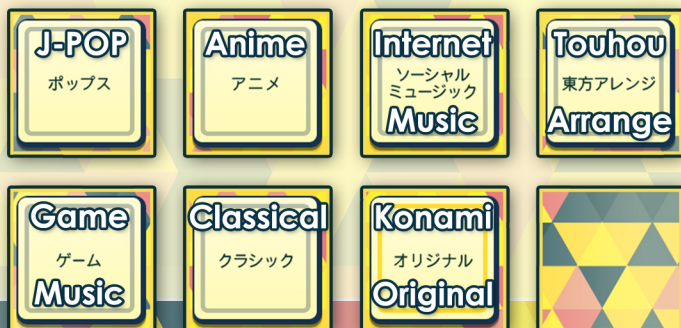 J-POP
ポップス
Anime
アニメ
Internet
ソーシャル
ミュージック
Music
Touhou
東方アレンジ
Arrange
Game
ゲーム
Music
Classical
クラシック
Konami
オリジナル
Original